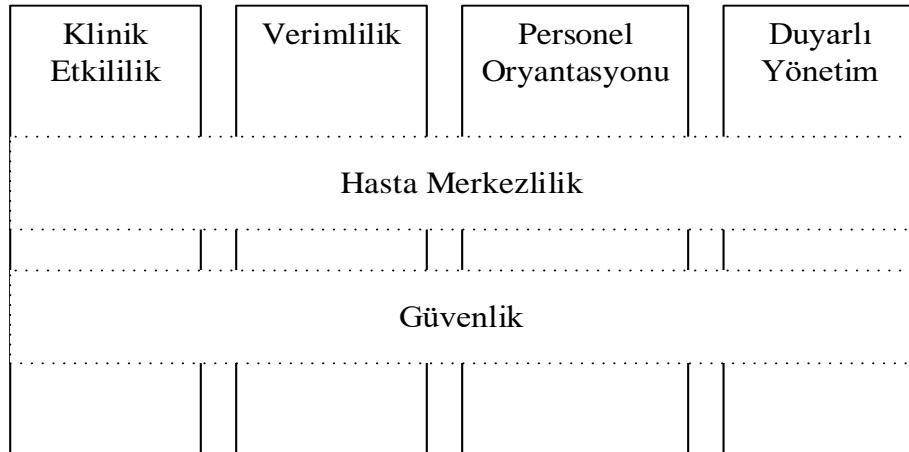 Klinik
Etkililik
Verimlilik
Personel
Oryantasyonu
Duyarlı
Yönetim
Hasta Merkezlilik
Güvenlik